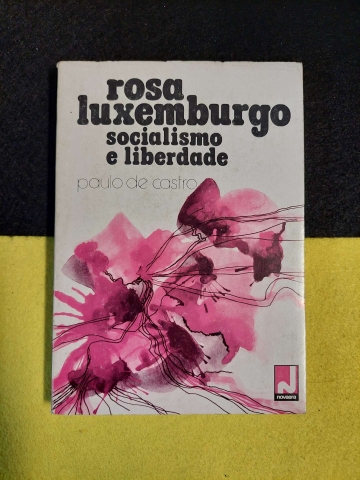 rosa
luxemburgo
socialismo
e liberdade
paulo de castro
novaera